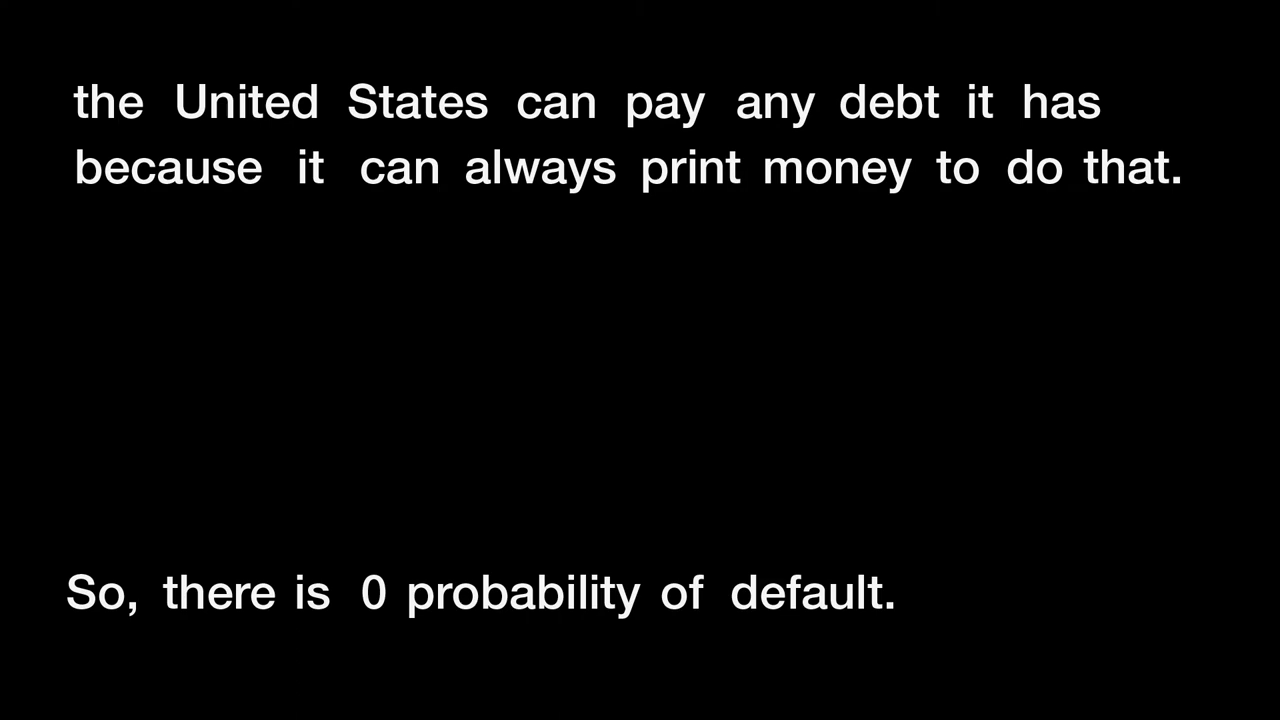 the United States can pay any debt it has
because it can always print money to do that.
So, there is 0 probability of default.